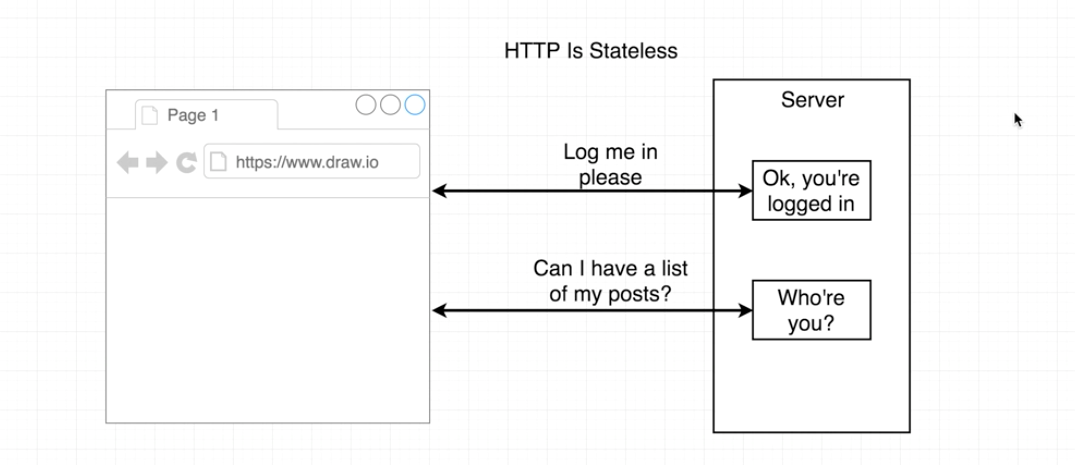 HTTP Is Stateless
Page 1
https://www.draw.io
Log me in
please
Can I have a list
of my posts?
Server
Ok, you're
logged in
Who're
you?